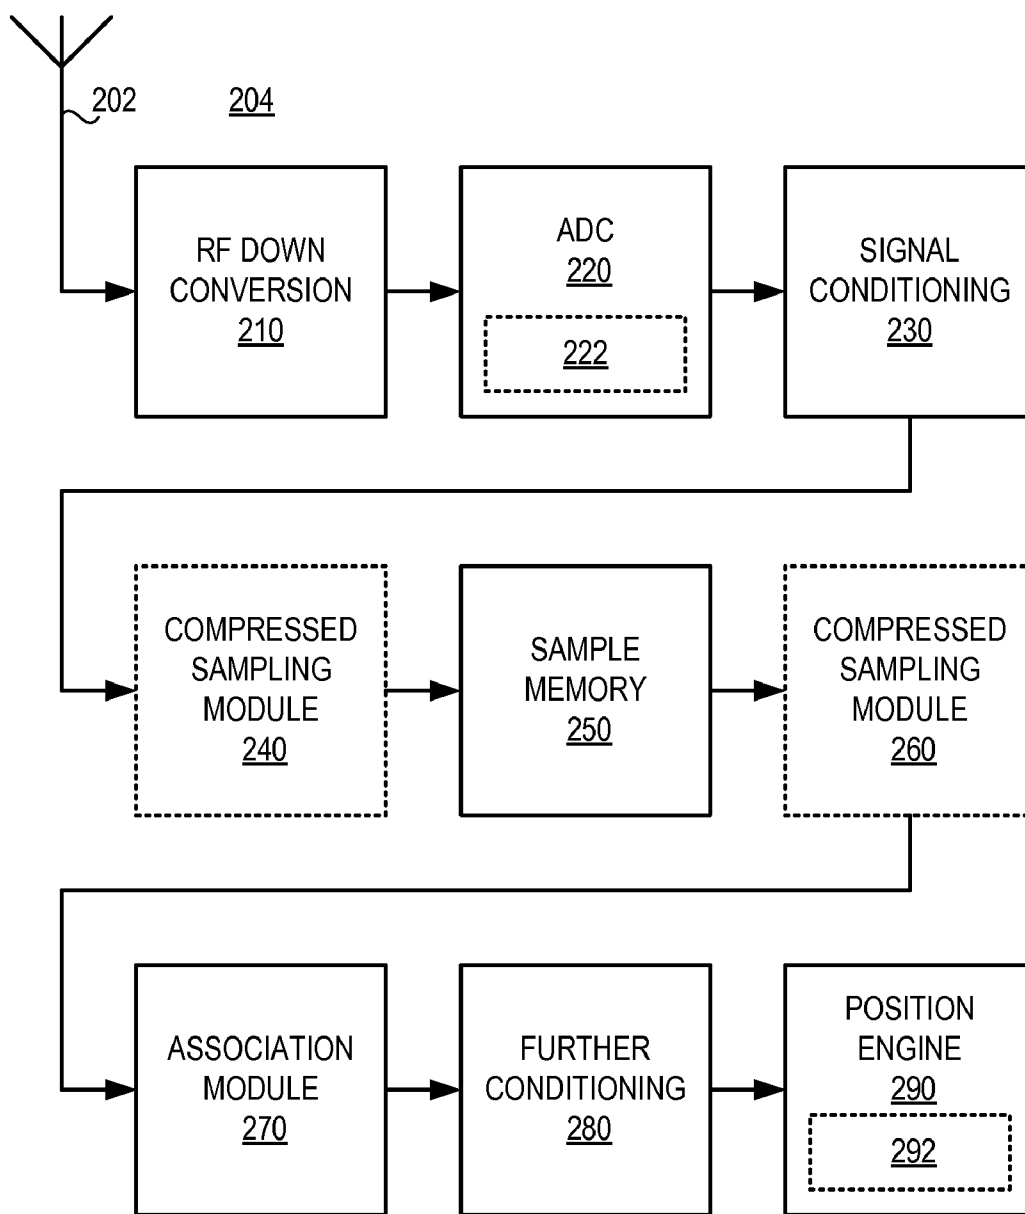 202
204
RF DOWN
CONVERSION
210
ADC
220
222
SIGNAL
CONDITIONING
230
COMPRESSED
SAMPLING
MODULE
240
SAMPLE
MEMORY
250
COMPRESSED
SAMPLING
MODULE
260
ASSOCIATION
MODULE
270
FURTHER
CONDITIONING
280
POSITION
ENGINE
290
292